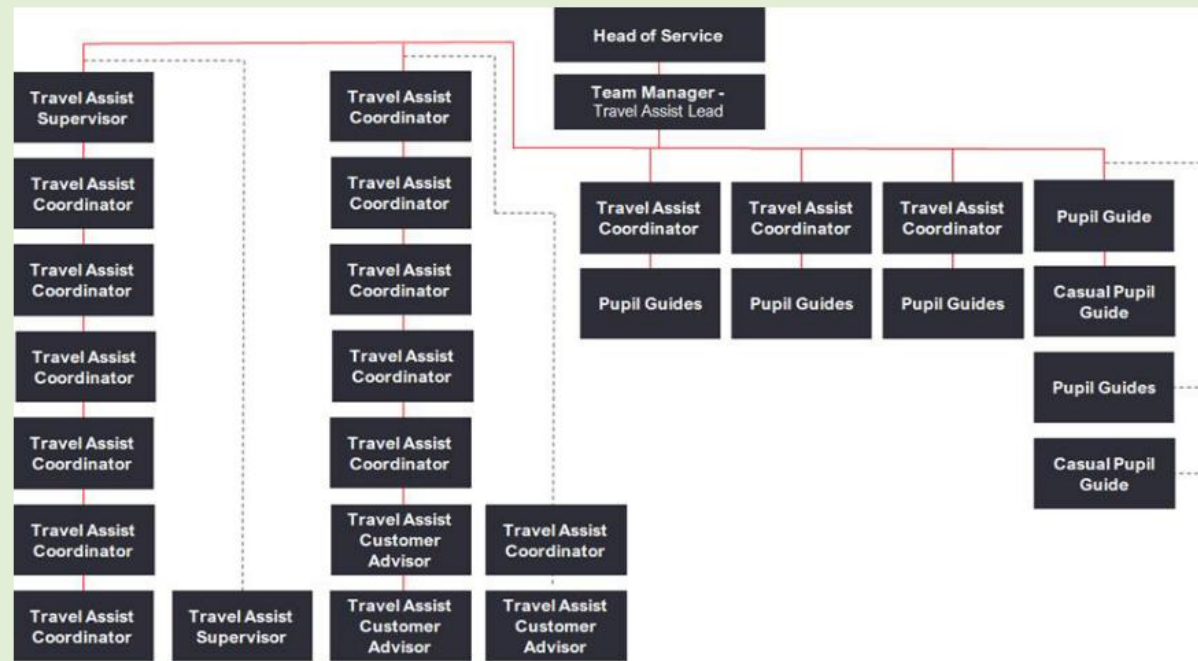 Head of Service
Team Manager -
Travel Assist Lead
Travel Assist
Supervisor
Travel Assist
Coordinator
Travel Assist
Coordinator
Travel Assist
Coordinator
Travel Assist
Coordinator
Travel Assist
Coordinator
Travel Assist
Coordinator
Travel Assist
Supervisor
Travel Assist
Coordinator
Travel Assist
Coordinator
Travel Assist
Coordinator
Travel Assist
Coordinator
Travel Assist
Coordinator
Travel Assist
Customer
Advisor
Travel Assist
Customer
Advisor
Travel Assist
Coordinator
Travel Assist
Customer
Advisor
Travel Assist
Coordinator
Pupil Guides
Travel Assist
Coordinator
Pupil Guides
Travel Assist
Coordinator
Pupil Guides
Pupil Guide
Casual Pupil
Guide
Pupil Guides
Casual Pupil
Guide